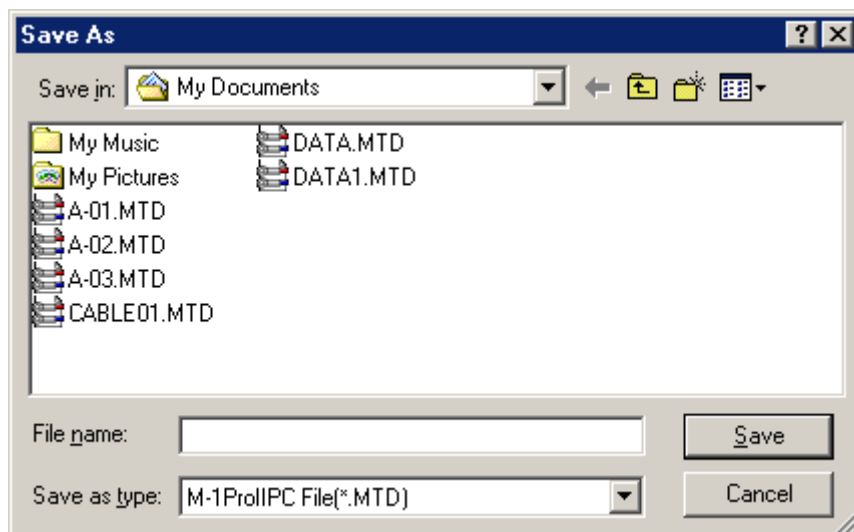 Save As
Save in: My Documents
My Music
My Pictures
A-01.MTD
A-02.MTD
A-03.MTD
CABLE01.MTD
DATA.MTD
DATA1.MTD
File name:
Save
Save as type: M-1ProIIPC File(*.MTD)
Cancel